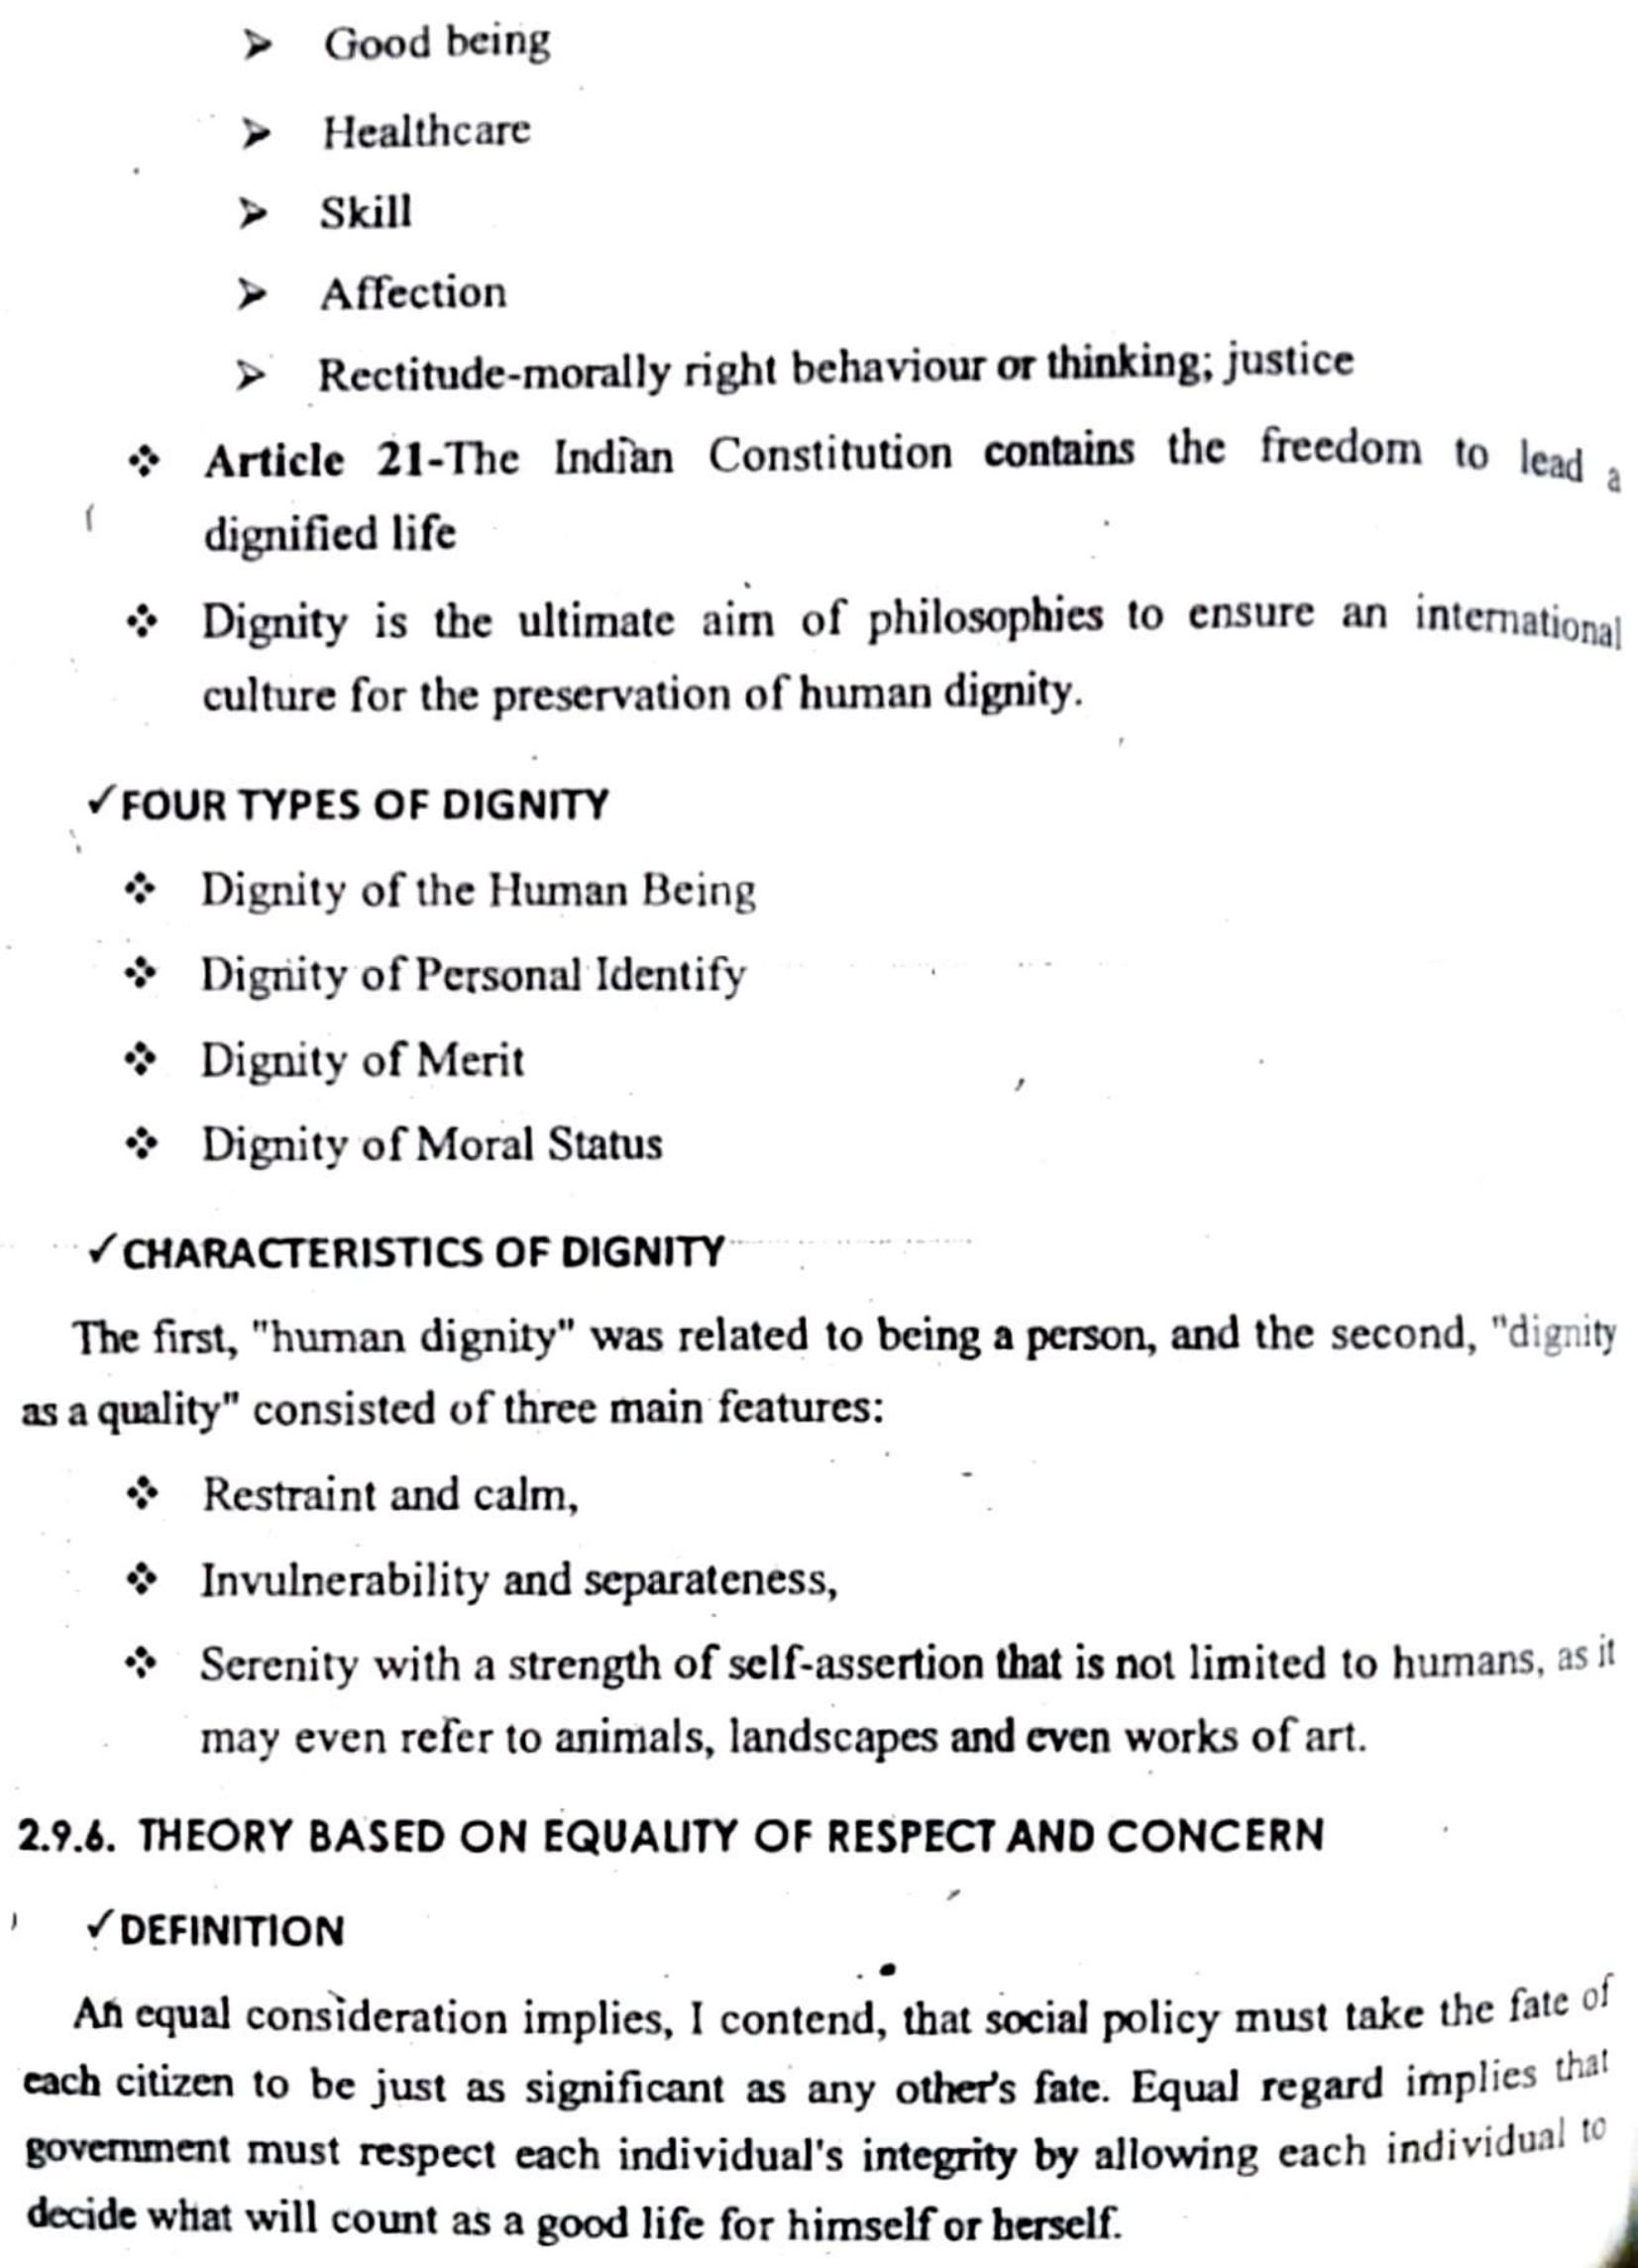 ➢ Good being
➢ Healthcare
➢ Skill
➢ Affection
➢ Rectitude-morally right behaviour or thinking; justice
❖ Article 21-The Indian Constitution contains the freedom to lead a
dignified life
❖ Dignity is the ultimate aim of philosophies to ensure an international
culture for the preservation of human dignity.
✓FOUR TYPES OF DIGNITY
❖ Dignity of the Human Being
❖ Dignity of Personal Identify
❖ Dignity of Merit
❖ Dignity of Moral Status
✓CHARACTERISTICS OF DIGNITY
The first, "human dignity" was related to being a person, and the second, "dignity
as a quality" consisted of three main features:
❖ Restraint and calm,
❖ Invulnerability and separateness,
❖ Serenity with a strength of self-assertion that is not limited to humans, as it
may even refer to animals, landscapes and even works of art.
2.9.6. THEORY BASED ON EQUALITY OF RESPECT AND CONCERN
✓DEFINITION
An equal consideration implies, I contend, that social policy must take the fate of
each citizen to be just as significant as any other's fate. Equal regard implies that
government must respect each individual's integrity by allowing each individual to
decide what will count as a good life for himself or herself.